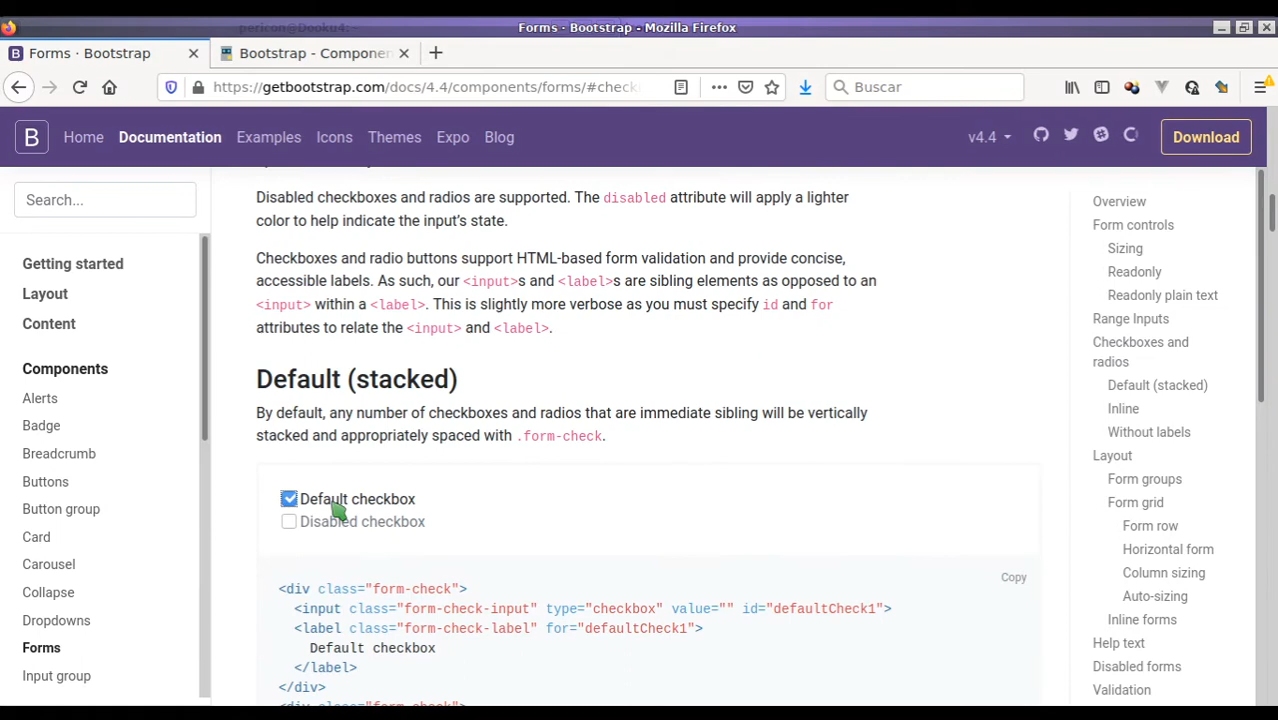 pericon@Dooku4: -
Forms · Bootstrap - Mozilla Firefox
Forms · Bootstrap
Bootstrap - Componen
https://getbootstrap.com/docs/4.4/components/forms/#check
Buscar
B Home Documentation Examples Icons Themes Expo Blog v4.4 Download
Search...
Getting started
Layout
Content
Components
Alerts
Badge
Breadcrumb
Buttons
Button group
Card
Carousel
Collapse
Dropdowns
Forms
Input group
Disabled checkboxes and radios are supported. The disabled attribute will apply a lighter
color to help indicate the input's state.
Checkboxes and radio buttons support HTML-based form validation and provide concise,
accessible labels. As such, our <input>s and <label>s are sibling elements as opposed to an
<input> within a <label>. This is slightly more verbose as you must specify id and for
attributes to relate the <input> and <label>.
Default (stacked)
By default, any number of checkboxes and radios that are immediate sibling will be vertically
stacked and appropriately spaced with .form-check.
Default checkbox
Disabled checkbox
Copy
<div class="form-check">
<input class="form-check-input" type="checkbox" value="" id="defaultCheck1">
<label class="form-check-label" for="defaultCheck1">
Default checkbox
</label>
</div>
<div class="form-check">
Overview
Form controls
Sizing
Readonly
Readonly plain text
Range Inputs
Checkboxes and
radios
Default (stacked)
Inline
Without labels
Layout
Form groups
Form grid
Form row
Horizontal form
Column sizing
Auto-sizing
Inline forms
Help text
Disabled forms
Validation